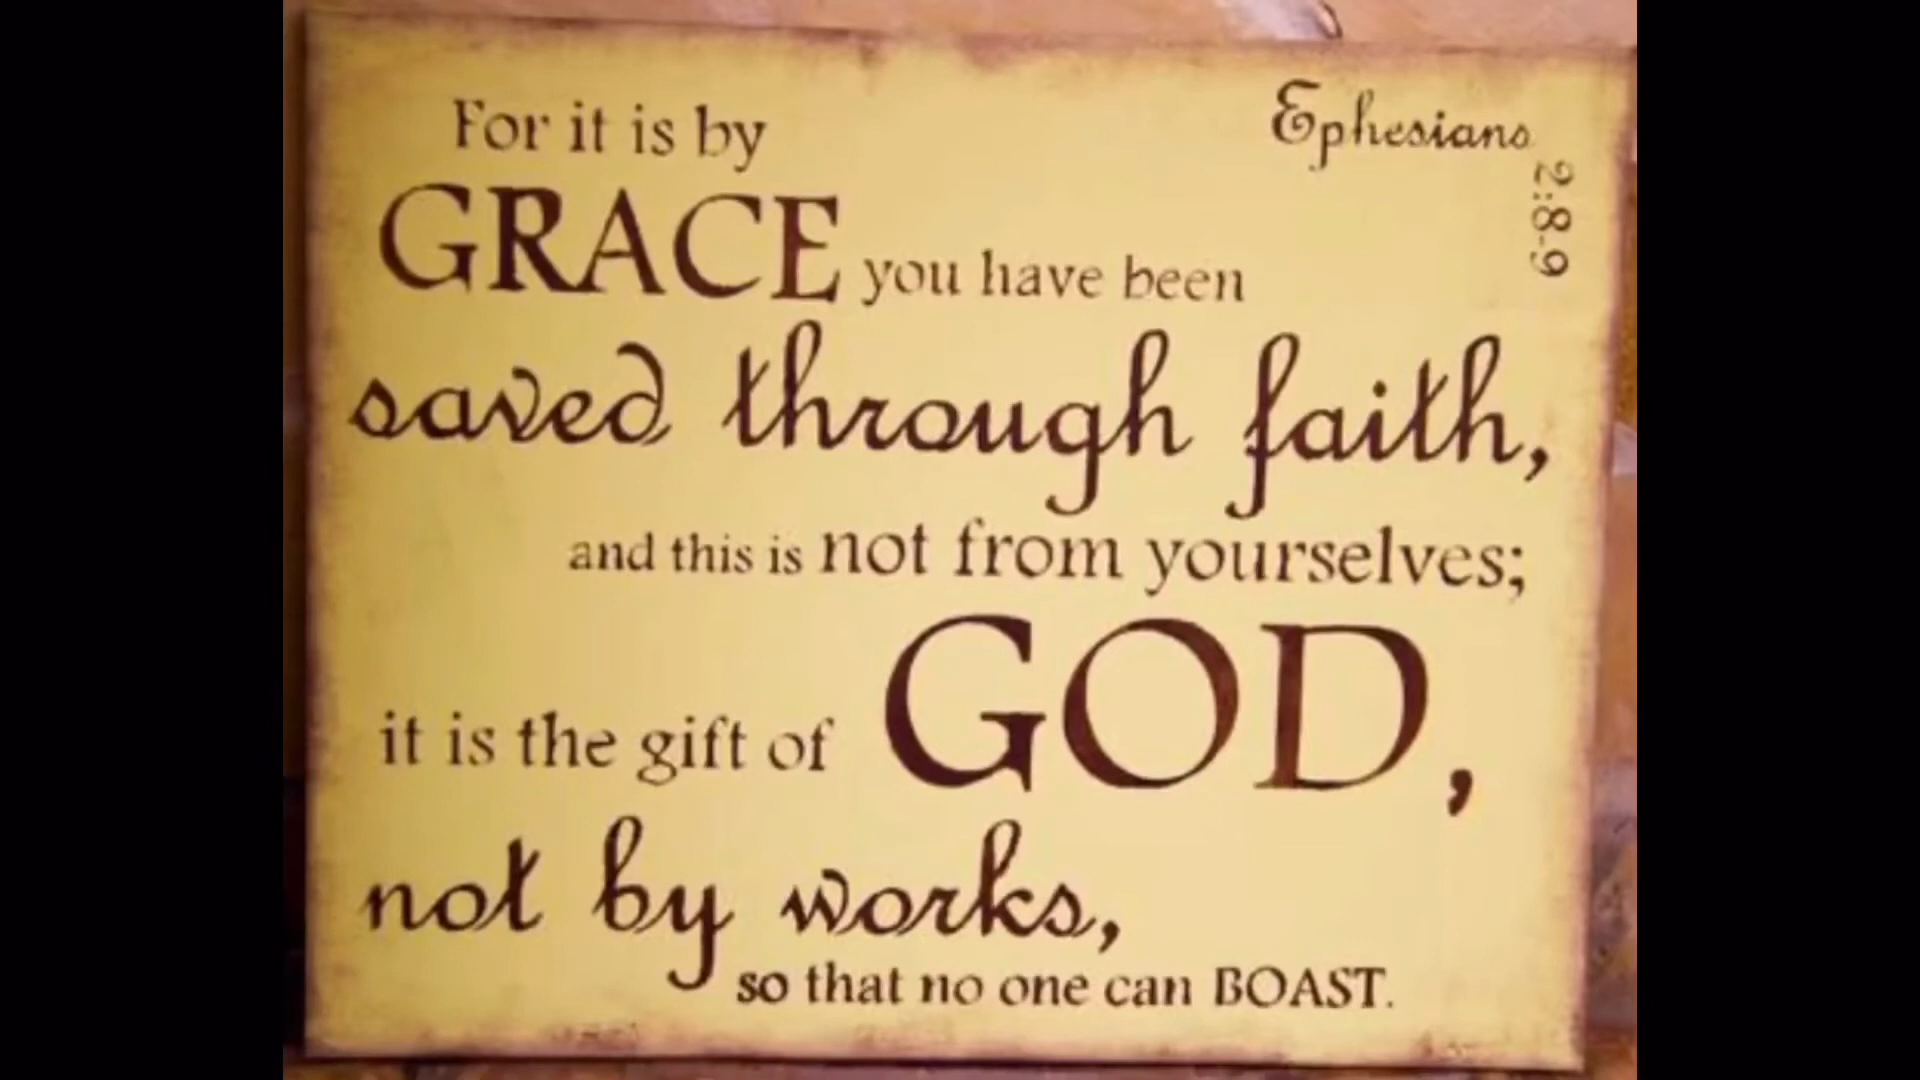 For it is by
Ephesians
2:8-9
GRACE you have been
saved through faith,
and this is not from yourselves;
it is the gift of GOD,
not by works,
so that no one can BOAST.